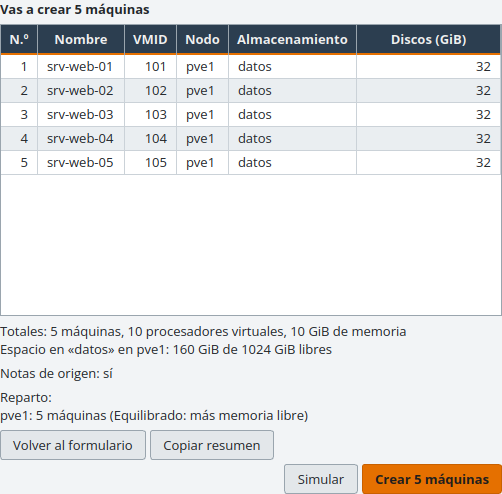 Vas a crear 5 máquinas
N.º Nombre VMID Nodo Almacenamiento Discos (GiB)
1 srv-web-01 101 pve1 datos 32
2 srv-web-02 102 pve1 datos 32
3 srv-web-03 103 pve1 datos 32
4 srv-web-04 104 pve1 datos 32
5 srv-web-05 105 pve1 datos 32
Totales: 5 máquinas, 10 procesadores virtuales, 10 GiB de memoria
Espacio en «datos» en pve1: 160 GiB de 1024 GiB libres
Notas de origen: sí
Reparto:
pve1: 5 máquinas (Equilibrado: más memoria libre)
Volver al formulario Copiar resumen
Simular Crear 5 máquinas